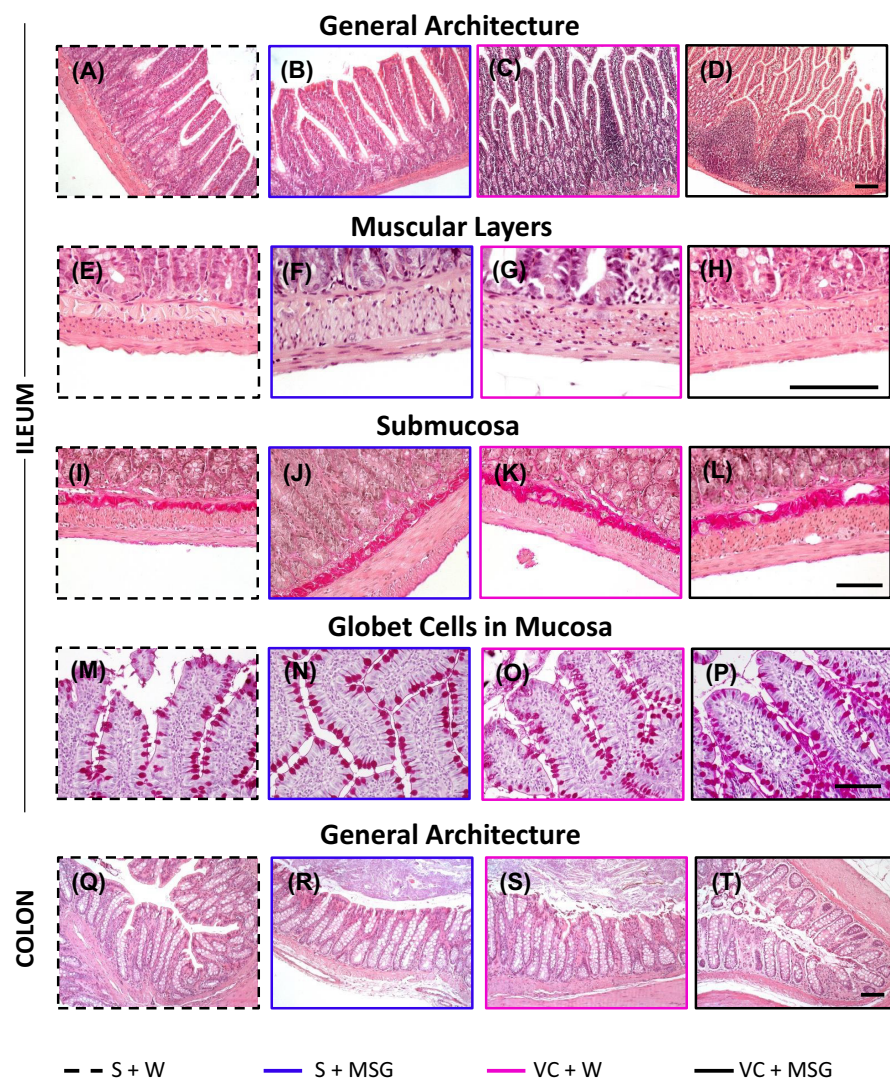 General Architecture
(A) (B) (C) (D)
Muscular Layers
(E) (F) (G) (H)
ILEUM
Submucosa
(I) (J) (K) (L)
Globet Cells in Mucosa
(M) (N) (O) (P)
General Architecture
COLON
(Q) (R) (S) (T)
S + W S + MSG VC + W VC + MSG